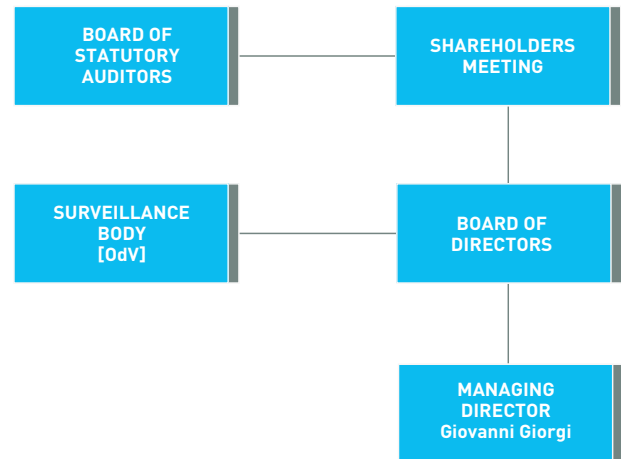 BOARD OF
STATUTORY
AUDITORS
SHAREHOLDERS
MEETING
SURVEILLANCE
BODY
[OdV]
BOARD OF
DIRECTORS
MANAGING
DIRECTOR
Giovanni Giorgi